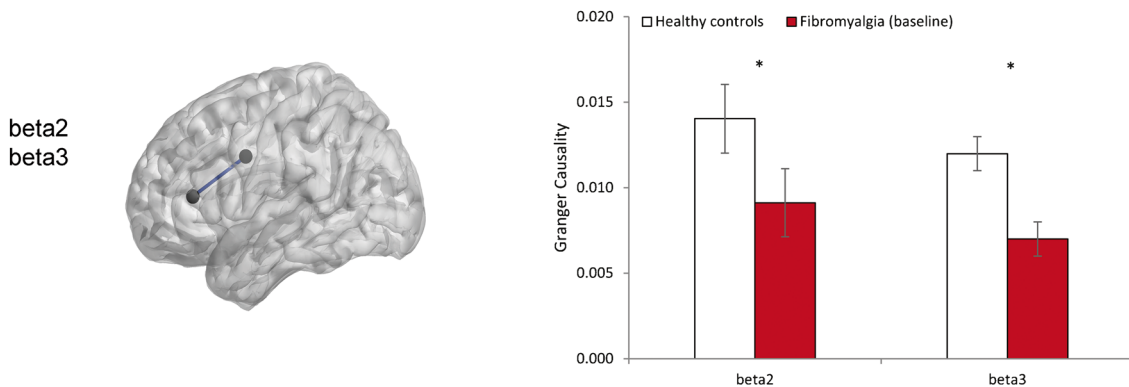 beta2
beta3
Healthy controls
Fibromyalgia (baseline)
Granger Causality
0.020
0.015
0.010
0.005
0.000
*
*
beta2
beta3